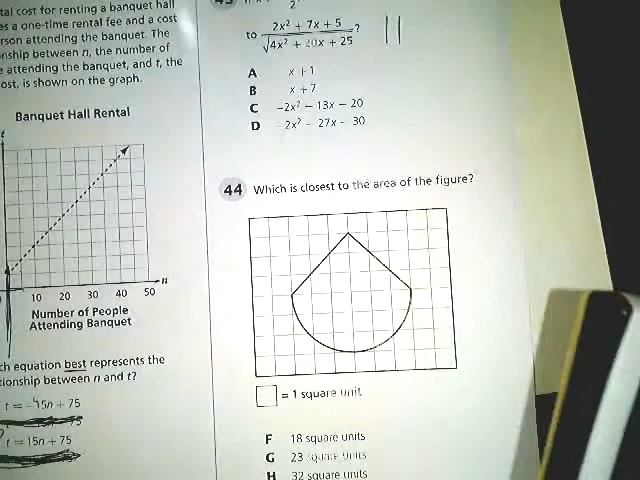 tal cost for renting a banquet hall
es a one-time rental fee and a cost
rson attending the banquet. The
onship between n, the number of
e attending the banquet, and t, the
ost, is shown on the graph.
Banquet Hall Rental
t
n
10 20 30 40 50
Number of People
Attending Banquet
ch equation best represents the
tionship between n and t?
t = -45n + 75
t = 15n + 75
2
to (2x² + 7x + 5)/√(4x² + 20x + 25)?
A x + 1
B x + 7
C -2x² - 13x - 20
D 2x² - 27x - 30
44 Which is closest to the area of the figure?
= 1 square unit
F 18 square units
G 23 square units
H 32 square units